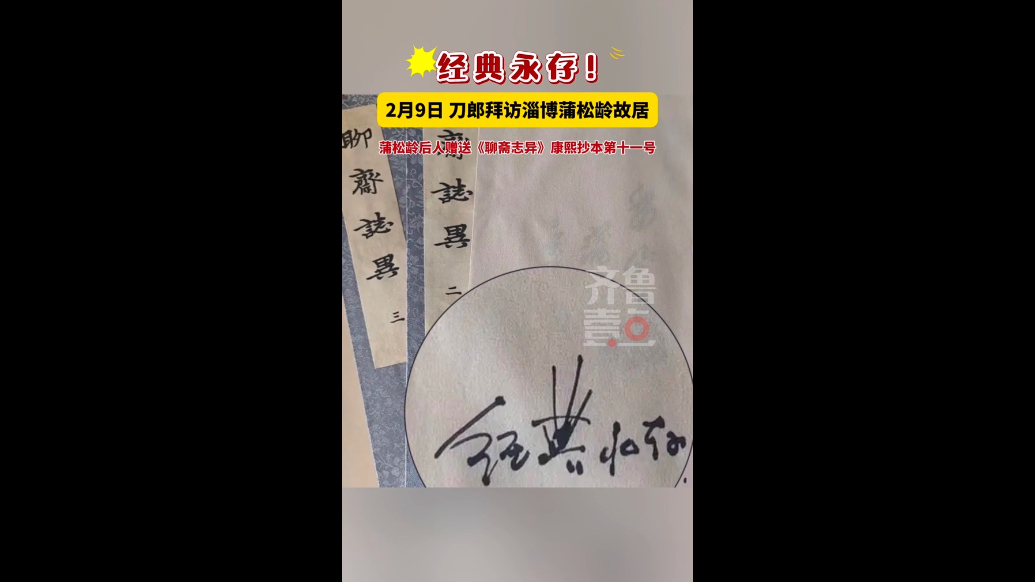 经典永存！
2月9日 刀郎拜访淄博蒲松龄故居
蒲松龄后人赠送《聊斋志异》康熙抄本第十一号
聊齋誌異
三
齋誌異
二
齐鲁
壹点
经典永存